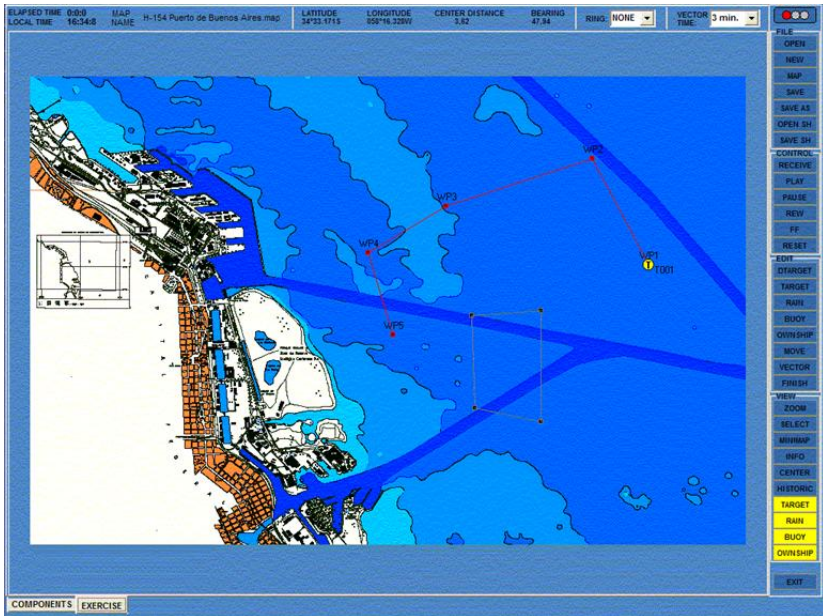 ELAPSED TIME 0:0:0
LOCAL TIME 16:34:8
MAP NAME H-154 Puerto de Buenos Aires.map
LATITUDE
34°33.171S
LONGITUDE
058°16.328W
CENTER DISTANCE
3,62
BEARING
47,94
RING: NONE
VECTOR TIME: 3 min.
FILE
OPEN
NEW
MAP
SAVE
SAVE AS
OPEN SH
SAVE SH
CONTROL
RECEIVE
PLAY
PAUSE
REW
FF
RESET
EDIT
DTARGET
TARGET
RAIN
BUOY
OWNSHIP
MOVE
VECTOR
FINISH
VIEW
ZOOM
SELECT
MINIMAP
INFO
CENTER
HISTORIC
TARGET
RAIN
BUOY
OWNSHIP
EXIT
WP2
WP3
WP4
WP1
T
T001
WP5
COMPONENTS
EXERCISE